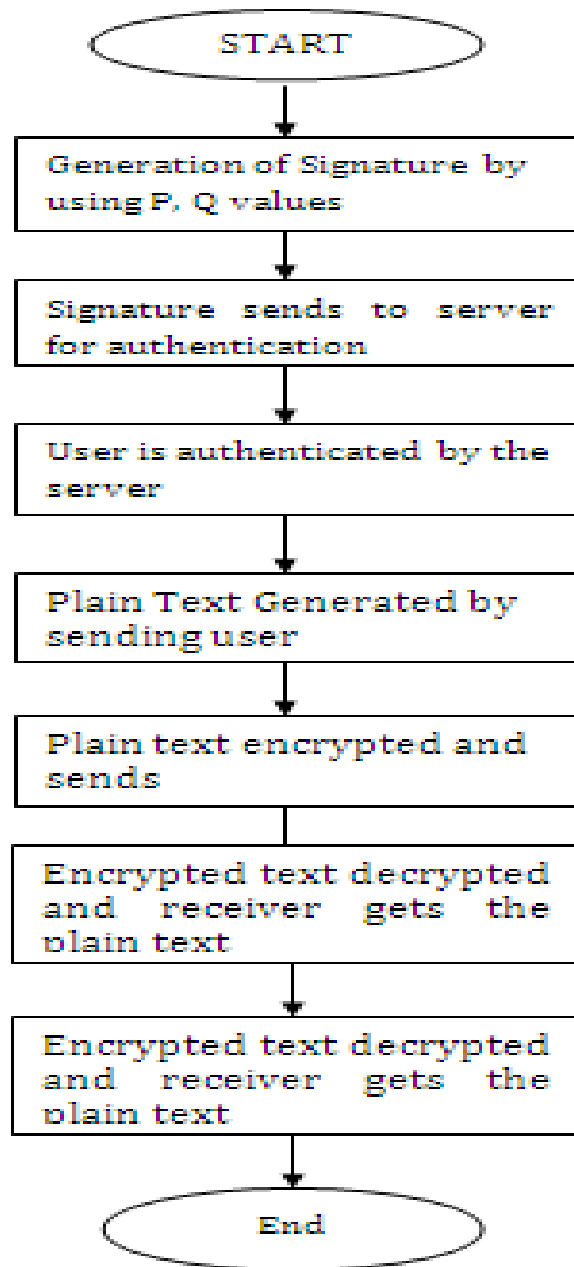 START
Generation of Signature by
using P, Q values
Signature sends to server
for authentication
User is authenticated by the
server
Plain Text Generated by
sending user
Plain text encrypted and
sends
Encrypted text decrypted
and receiver gets the
plain text
Encrypted text decrypted
and receiver gets the
plain text
End